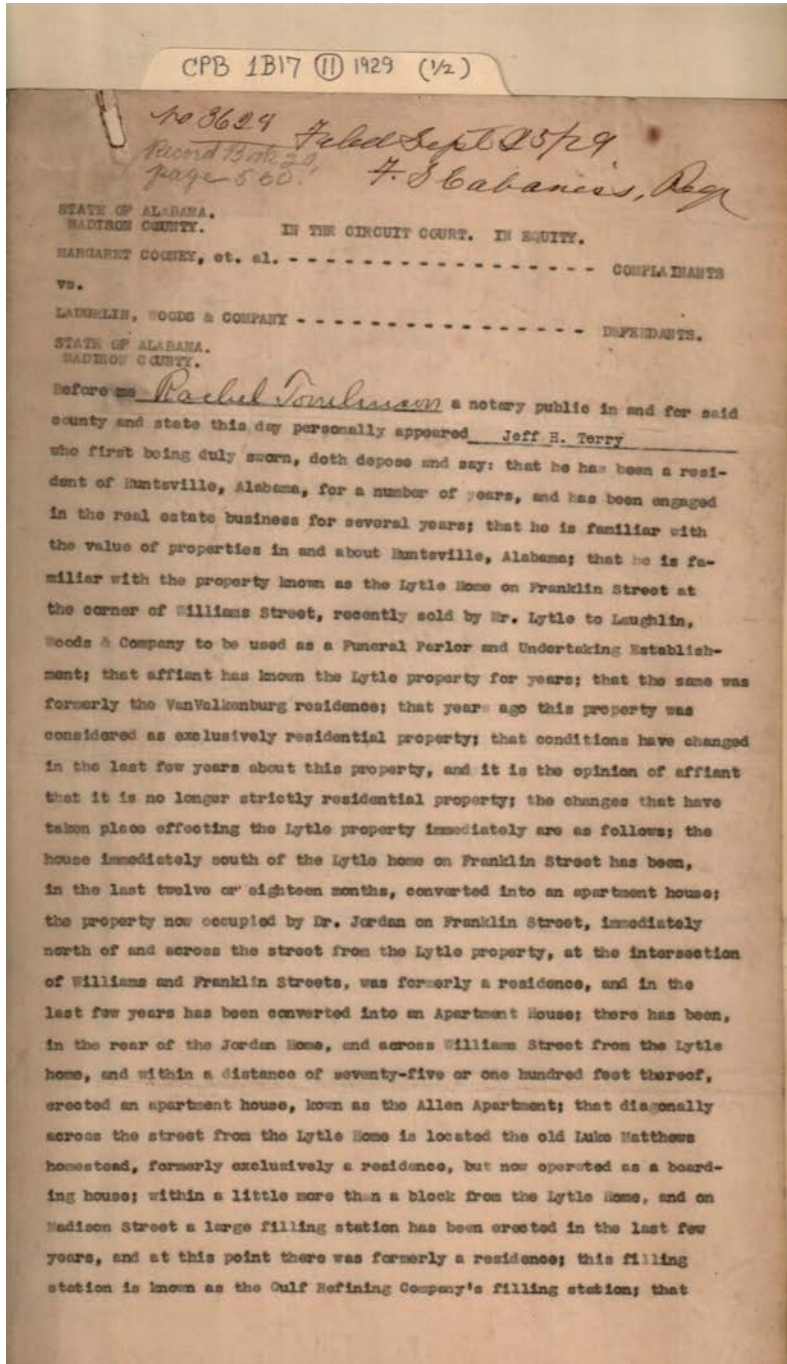 CPB 1B17 (11) 1929 (1/2)
No 3624 Filed Sept 25/29
Record Book 20
page 560.
F. S Cabaniss, Regr
STATE OF ALABAMA.
MADISON COUNTY. IN THE CIRCUIT COURT. IN EQUITY.
MARGARET COONEY, et. al. - - - - - - - - - - - - - - - - - - COMPLAINANTS
vs.
LAUGHLIN, WOODS & COMPANY - - - - - - - - - - - - - - - - - DEFENDANTS.
STATE OF ALABAMA.
MADISON COUNTY.
Before me Rachel Tomlinson a notary public in and for said
county and state this day personally appeared Jeff H. Terry
who first being duly sworn, doth depose and say: that he has been a resi-
dent of Huntsville, Alabama, for a number of years, and has been engaged
in the real estate business for several years; that he is familiar with
the value of properties in and about Huntsville, Alabama; that he is fa-
miliar with the property known as the Lytle Home on Franklin Street at
the corner of Williams Street, recently sold by Mr. Lytle to Laughlin,
Woods & Company to be used as a Funeral Parlor and Undertaking Establish-
ment; that affiant has known the Lytle property for years; that the same was
formerly the VanValkenburg residence; that years ago this property was
considered as exclusively residential property; that conditions have changed
in the last few years about this property, and it is the opinion of affiant
that it is no longer strictly residential property; the changes that have
taken place effecting the Lytle property immediately are as follows; the
house immediately south of the Lytle home on Franklin Street has been,
in the last twelve or eighteen months, converted into an apartment house;
the property now occupied by Dr. Jordan on Franklin Street, immediately
north of and across the street from the Lytle property, at the intersection
of Williams and Franklin Streets, was formerly a residence, and in the
last few years has been converted into an Apartment House; there has been,
in the rear of the Jordan Home, and across Williams Street from the Lytle
home, and within a distance of seventy-five or one hundred feet thereof,
erected an apartment house, kown as the Allen Apartment; that diagonally
across the street from the Lytle Home is located the old Luke Matthews
homestead, formerly exclusively a residence, but now operated as a board-
ing house; within a little more than a block from the Lytle Home, and on
Madison Street a large filling station has been erected in the last few
years, and at this point there was formerly a residence; this filling
station is known as the Gulf Refining Company's filling station; that